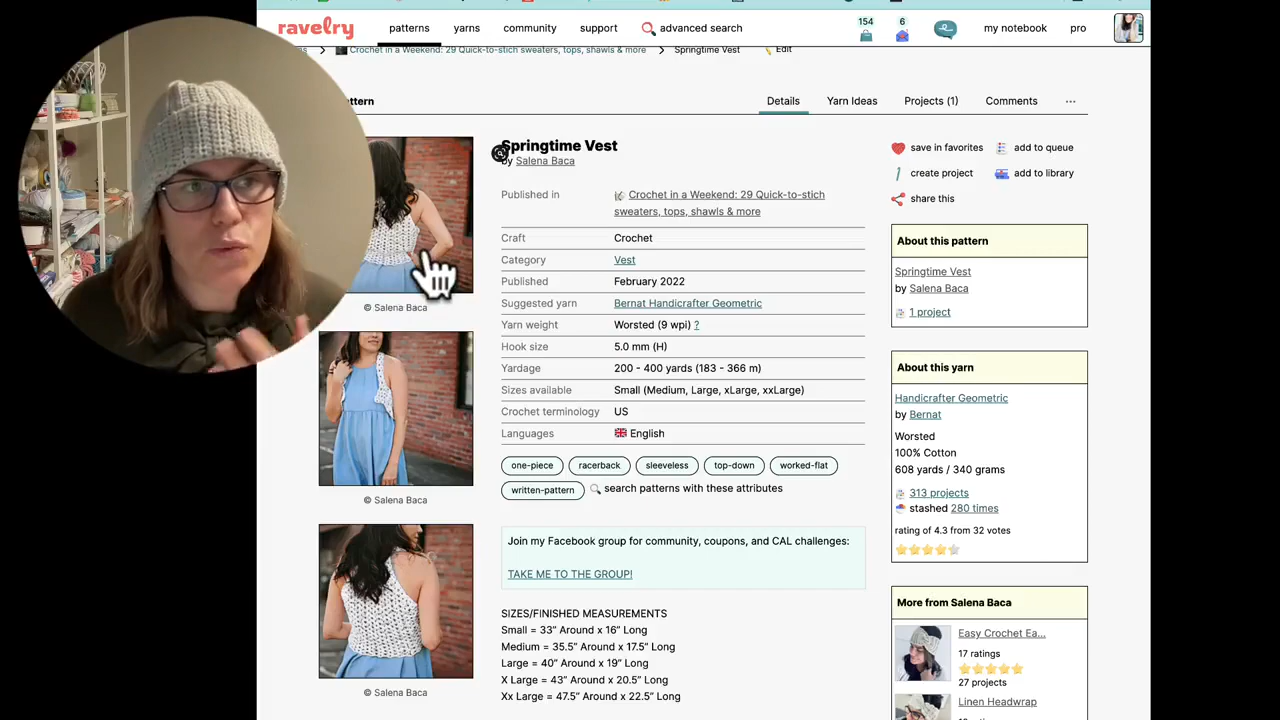 ravelry
patterns
yarns
community
support
advanced search
154
6
my notebook
pro
Crochet in a Weekend: 29 Quick-to-stich sweaters, tops, shawls & more
Springtime Vest
Edit
Details
Yarn Ideas
Projects (1)
Comments
...
Springtime Vest
by Salena Baca
Published in
Crochet in a Weekend: 29 Quick-to-stich
sweaters, tops, shawls & more
Craft Crochet
Category Vest
Published February 2022
Suggested yarn Bernat Handicrafter Geometric
Yarn weight Worsted (9 wpi) ?
Hook size 5.0 mm (H)
Yardage 200 - 400 yards (183 - 366 m)
Sizes available Small (Medium, Large, xLarge, xxLarge)
Crochet terminology US
Languages English
one-piece
racerback
sleeveless
top-down
worked-flat
written-pattern
search patterns with these attributes
Join my Facebook group for community, coupons, and CAL challenges:
TAKE ME TO THE GROUP!
SIZES/FINISHED MEASUREMENTS
Small = 33” Around x 16” Long
Medium = 35.5” Around x 17.5” Long
Large = 40” Around x 19” Long
X Large = 43” Around x 20.5” Long
Xx Large = 47.5” Around x 22.5” Long
© Salena Baca
© Salena Baca
© Salena Baca
save in favorites
add to queue
create project
add to library
share this
About this pattern
Springtime Vest
by Salena Baca
1 project
About this yarn
Handicrafter Geometric
by Bernat
Worsted
100% Cotton
608 yards / 340 grams
313 projects
stashed 280 times
rating of 4.3 from 32 votes
More from Salena Baca
Easy Crochet Ea...
17 ratings
27 projects
Linen Headwrap